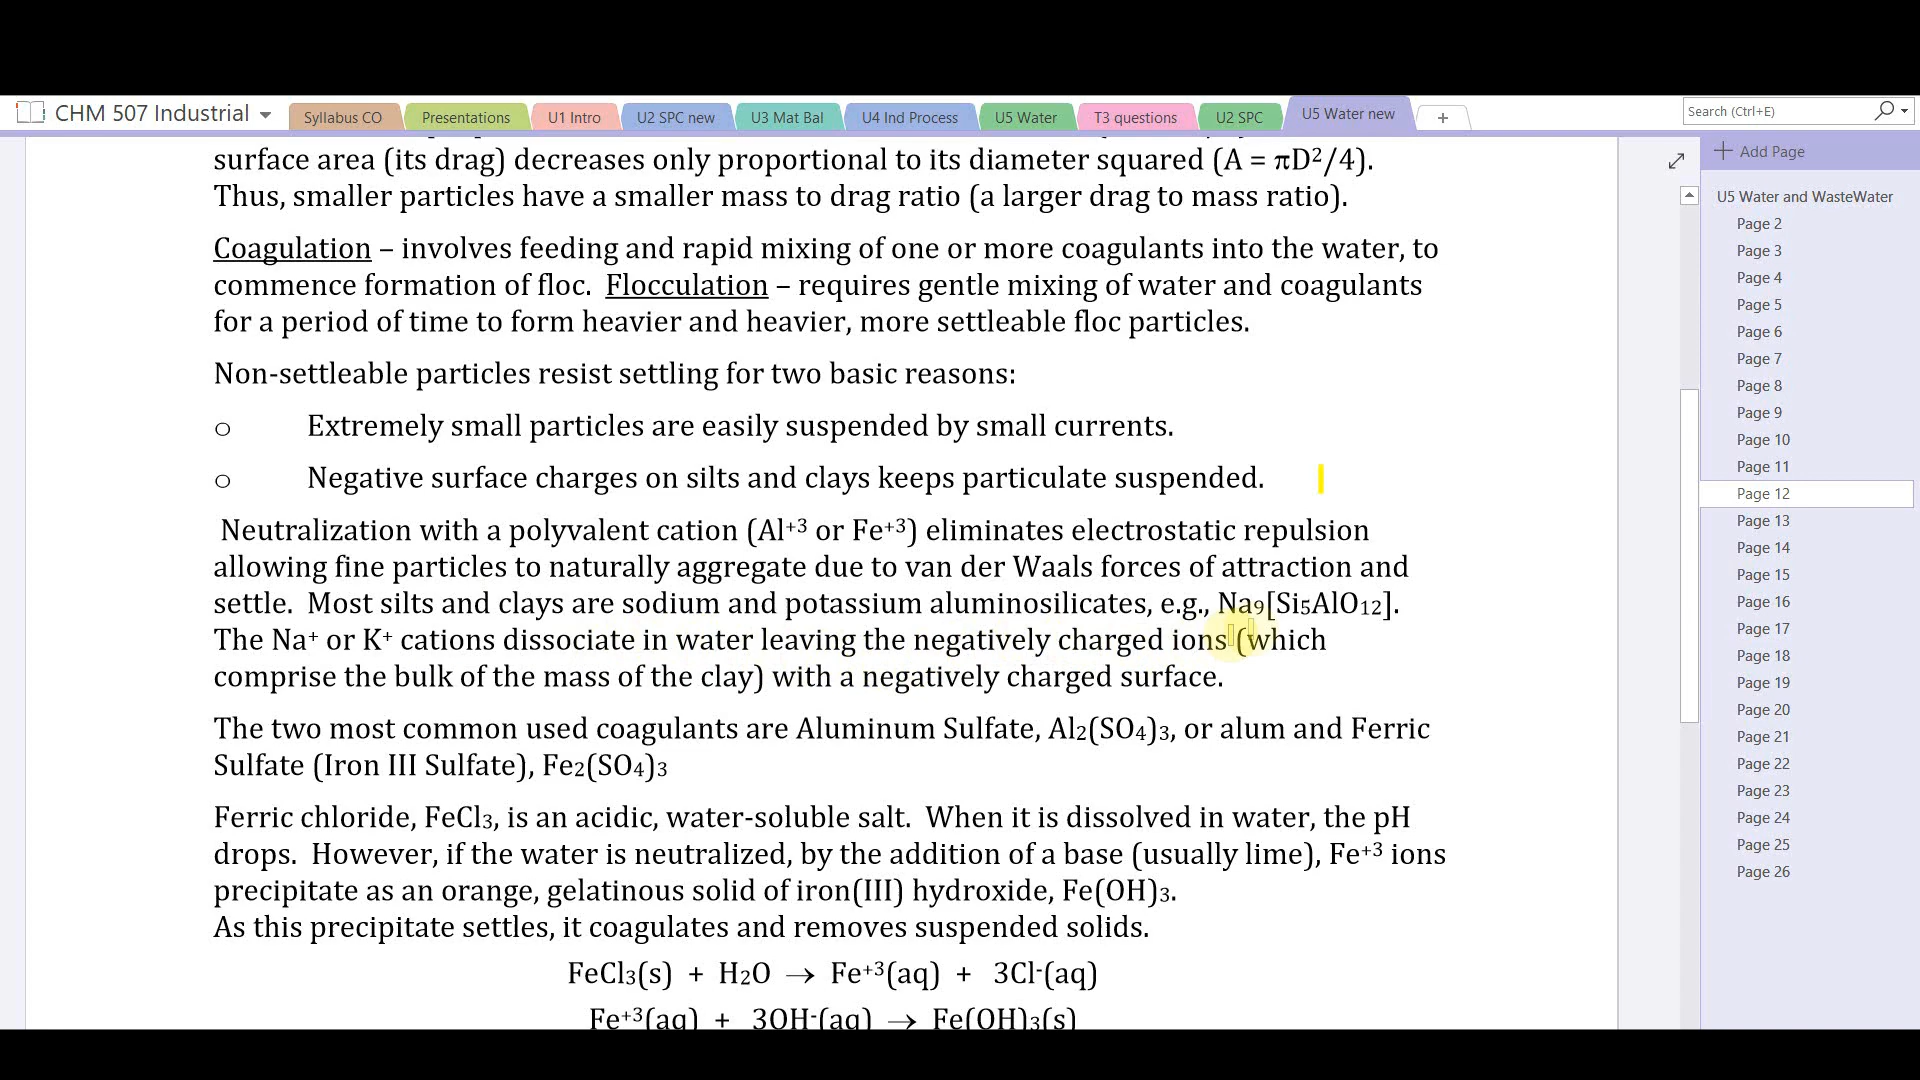 CHM 507 Industrial
Syllabus CO
Presentations
U1 Intro
U2 SPC new
U3 Mat Bal
U4 Ind Process
U5 Water
T3 questions
U2 SPC
U5 Water new
Search (Ctrl+E)
surface area (its drag) decreases only proportional to its diameter squared (A = πD²/4).
Thus, smaller particles have a smaller mass to drag ratio (a larger drag to mass ratio).
Coagulation – involves feeding and rapid mixing of one or more coagulants into the water, to
commence formation of floc. Flocculation – requires gentle mixing of water and coagulants
for a period of time to form heavier and heavier, more settleable floc particles.
Non-settleable particles resist settling for two basic reasons:
o Extremely small particles are easily suspended by small currents.
o Negative surface charges on silts and clays keeps particulate suspended.
Neutralization with a polyvalent cation (Al⁺³ or Fe⁺³) eliminates electrostatic repulsion
allowing fine particles to naturally aggregate due to van der Waals forces of attraction and
settle. Most silts and clays are sodium and potassium aluminosilicates, e.g., Na₉[Si₅AlO₁₂].
The Na⁺ or K⁺ cations dissociate in water leaving the negatively charged ions (which
comprise the bulk of the mass of the clay) with a negatively charged surface.
The two most common used coagulants are Aluminum Sulfate, Al₂(SO₄)₃, or alum and Ferric
Sulfate (Iron III Sulfate), Fe₂(SO₄)₃
Ferric chloride, FeCl₃, is an acidic, water-soluble salt. When it is dissolved in water, the pH
drops. However, if the water is neutralized, by the addition of a base (usually lime), Fe⁺³ ions
precipitate as an orange, gelatinous solid of iron(III) hydroxide, Fe(OH)₃.
As this precipitate settles, it coagulates and removes suspended solids.
FeCl₃(s) + H₂O → Fe⁺³(aq) + 3Cl⁻(aq)
Fe⁺³(aq) + 3OH⁻(aq) → Fe(OH)₃(s)
Add Page
U5 Water and WasteWater
Page 2
Page 3
Page 4
Page 5
Page 6
Page 7
Page 8
Page 9
Page 10
Page 11
Page 12
Page 13
Page 14
Page 15
Page 16
Page 17
Page 18
Page 19
Page 20
Page 21
Page 22
Page 23
Page 24
Page 25
Page 26